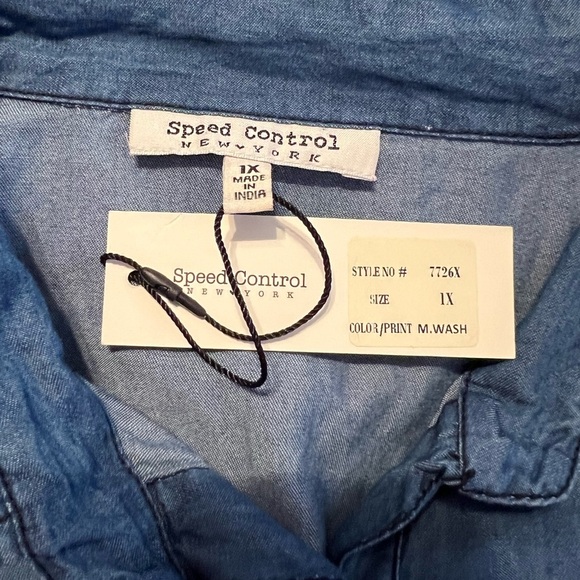 Speed Control
NEW YORK
1X
MADE
IN
INDIA
Speed Control
NEW YORK
STYLE NO # 7726X
SIZE 1X
COLOR/PRINT M.WASH